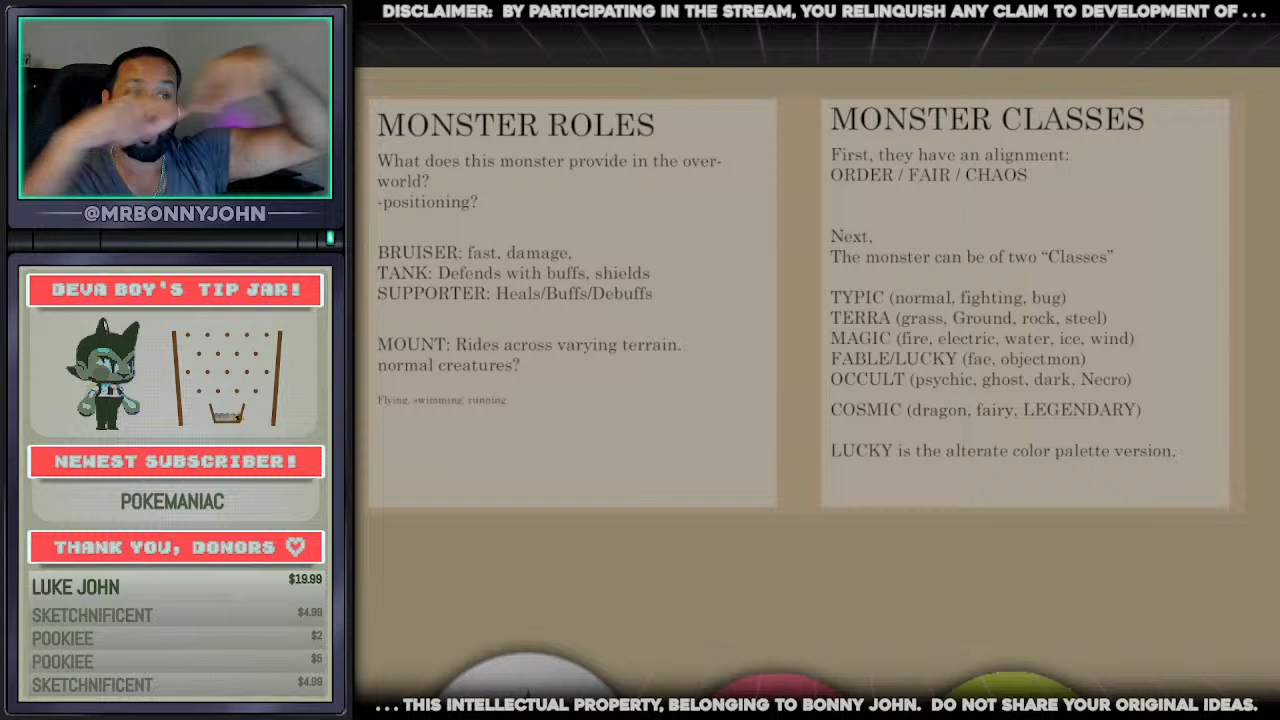 DISCLAIMER: BY PARTICIPATING IN THE STREAM, YOU RELINQUISH ANY CLAIM TO DEVELOPMENT OF . . .
@MRBONNYJOHN
DEVA BOY'S TIP JAR!
NEWEST SUBSCRIBER!
POKEMANIAC
THANK YOU, DONORS ♡
LUKE JOHN $19.99
SKETCHNIFICENT $4.99
POOKIEE $2
POOKIEE $5
SKETCHNIFICENT $4.99
MONSTER ROLES
What does this monster provide in the over-
world?
-positioning?
BRUISER: fast, damage,
TANK: Defends with buffs, shields
SUPPORTER: Heals/Buffs/Debuffs
MOUNT: Rides across varying terrain.
normal creatures?
Flying, swimming, running
MONSTER CLASSES
First, they have an alignment:
ORDER / FAIR / CHAOS
Next,
The monster can be of two “Classes”
TYPIC (normal, fighting, bug)
TERRA (grass, Ground, rock, steel)
MAGIC (fire, electric, water, ice, wind)
FABLE/LUCKY (fae, objectmon)
OCCULT (psychic, ghost, dark, Necro)
COSMIC (dragon, fairy, LEGENDARY)
LUCKY is the alterate color palette version.
. . . THIS INTELLECTUAL PROPERTY, BELONGING TO BONNY JOHN. DO NOT SHARE YOUR ORIGINAL IDEAS.